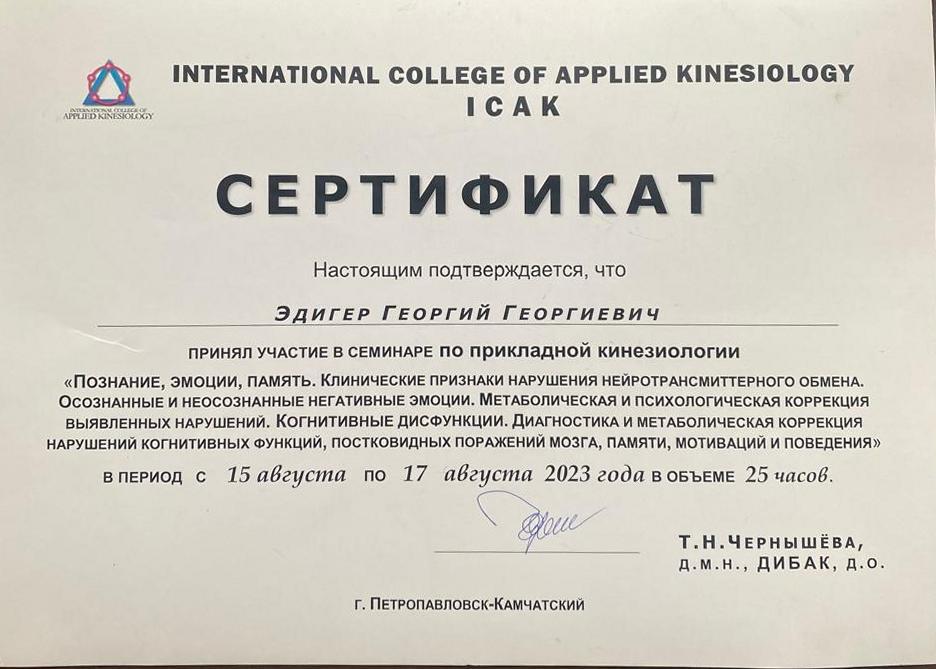 INTERNATIONAL COLLEGE OF APPLIED KINESIOLOGY
ICAK
INTERNATIONAL COLLEGE OF
APPLIED KINESIOLOGY
СЕРТИФИКАТ
Настоящим подтверждается, что
Эдигер Георгий Георгиевич
принял участие в семинаре по прикладной кинезиологии
«Познание, эмоции, память. Клинические признаки нарушения нейротрансмиттерного обмена.
Осознанные и неосознанные негативные эмоции. Метаболическая и психологическая коррекция
выявленных нарушений. Когнитивные дисфункции. Диагностика и метаболическая коррекция
нарушений когнитивных функций, постковидных поражений мозга, памяти, мотиваций и поведения»
в период с 15 августа по 17 августа 2023 года в объеме 25 часов.
Т.Н.Чернышёва,
д.м.н., ДИБАК, д.о.
г. Петропавловск-Камчатский